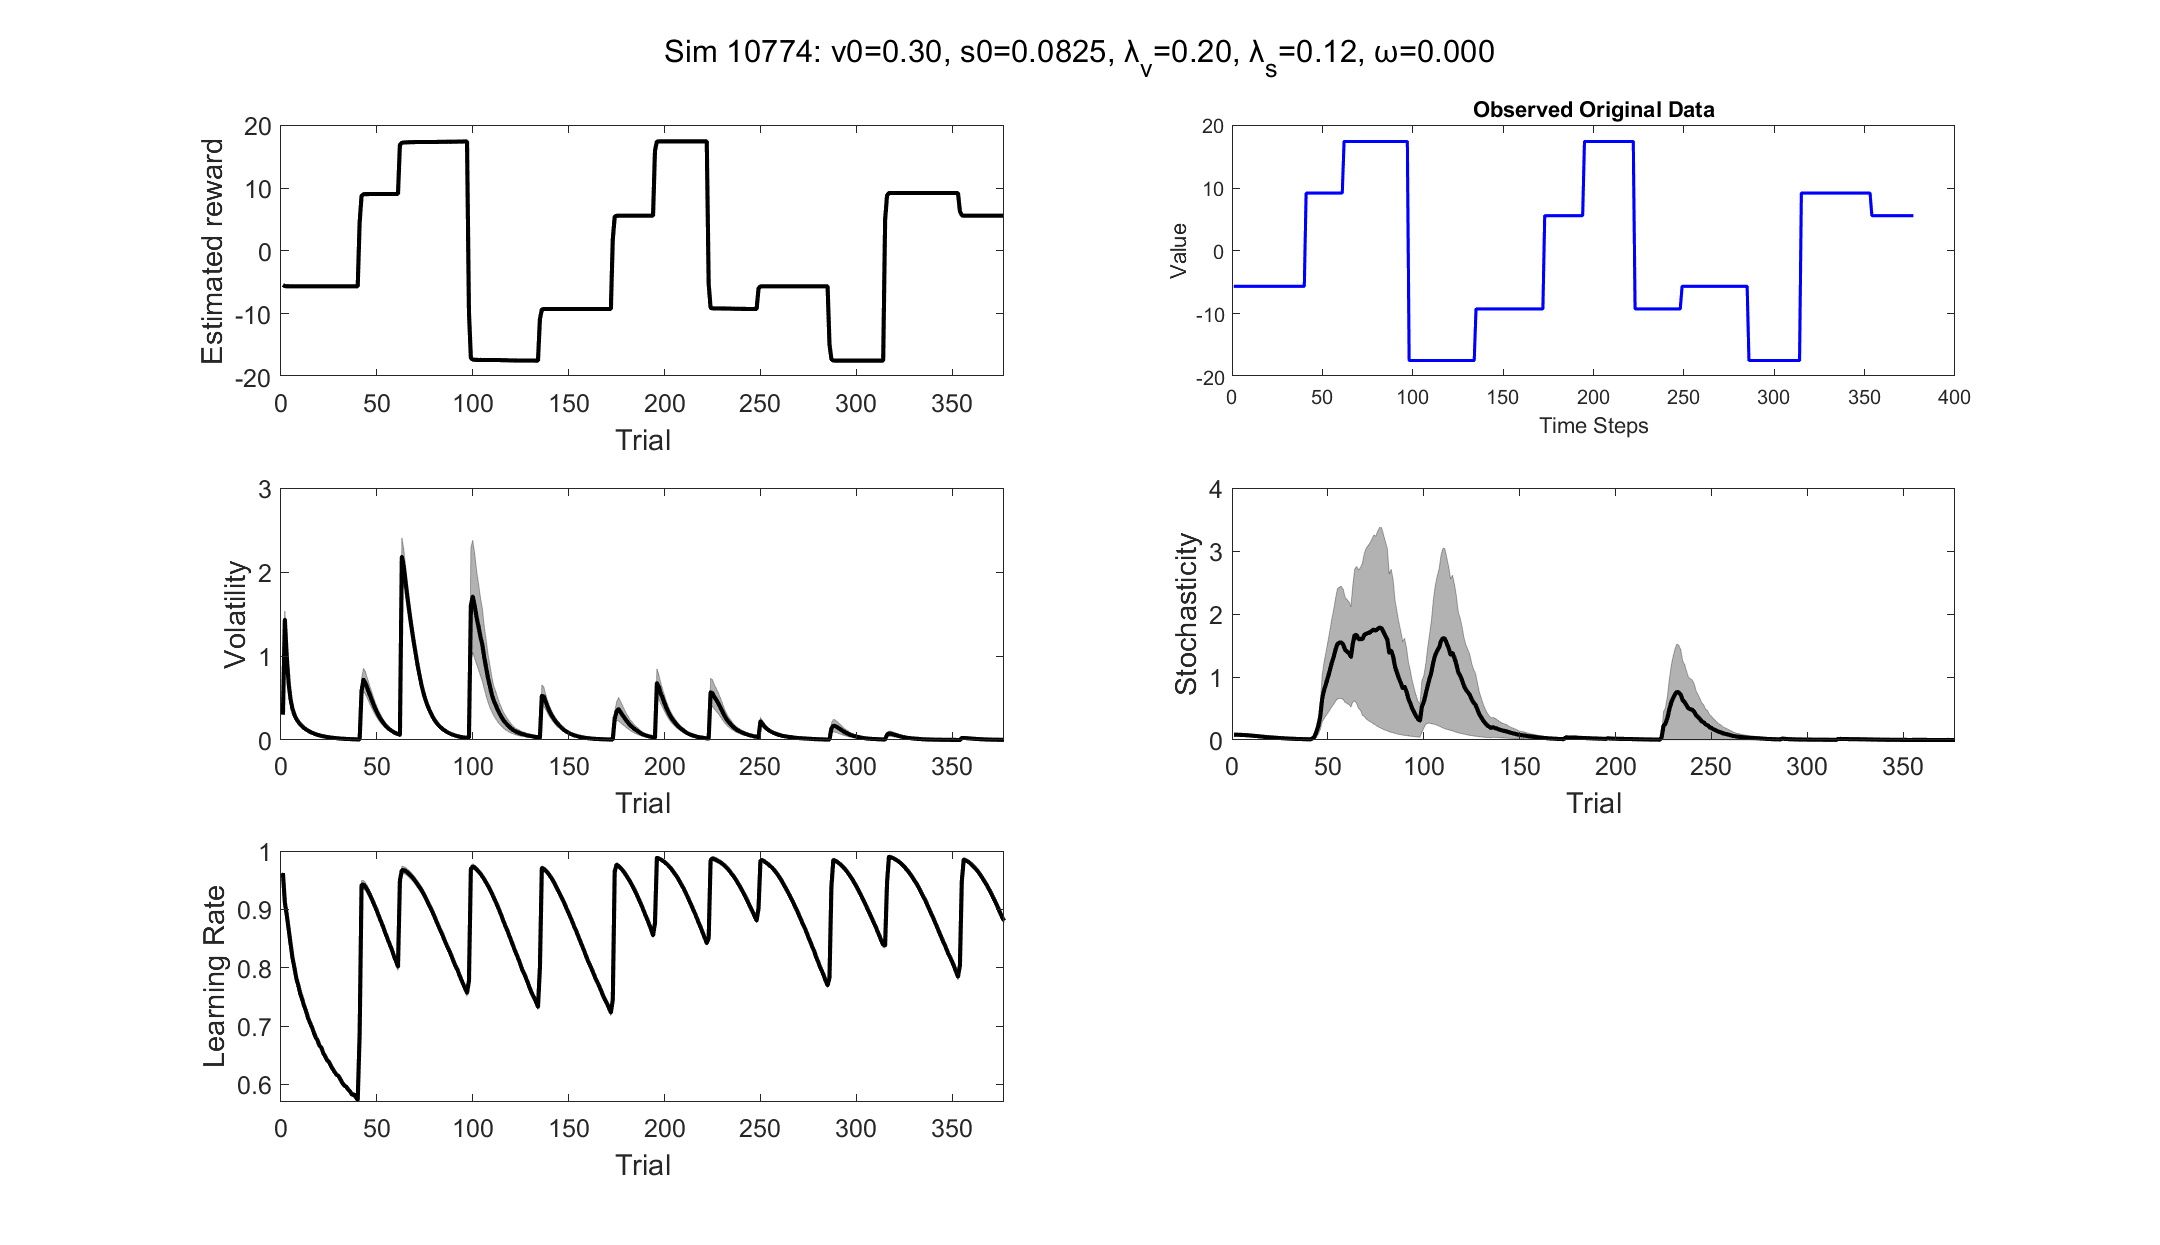 Sim 10774: v0=0.30, s0=0.0825, λv=0.20, λs=0.12, ω=0.000
20
10
0
-10
-20
Estimated reward
0 50 100 150 200 250 300 350
Trial
Observed Original Data
20
10
0
-10
-20
Value
0 50 100 150 200 250 300 350 400
Time Steps
3
2
1
0
Volatility
0 50 100 150 200 250 300 350
Trial
4
3
2
1
0
Stochasticity
0 50 100 150 200 250 300 350
Trial
1
0.9
0.8
0.7
0.6
Learning Rate
0 50 100 150 200 250 300 350
Trial